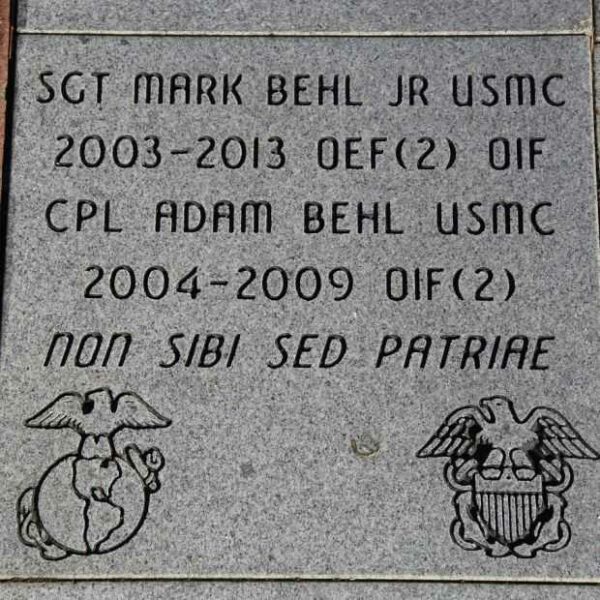 SGT MARK BEHL JR USMC
2003-2013 OEF(2) OIF
CPL ADAM BEHL USMC
2004-2009 OIF(2)
NON SIBI SED PATRIAE